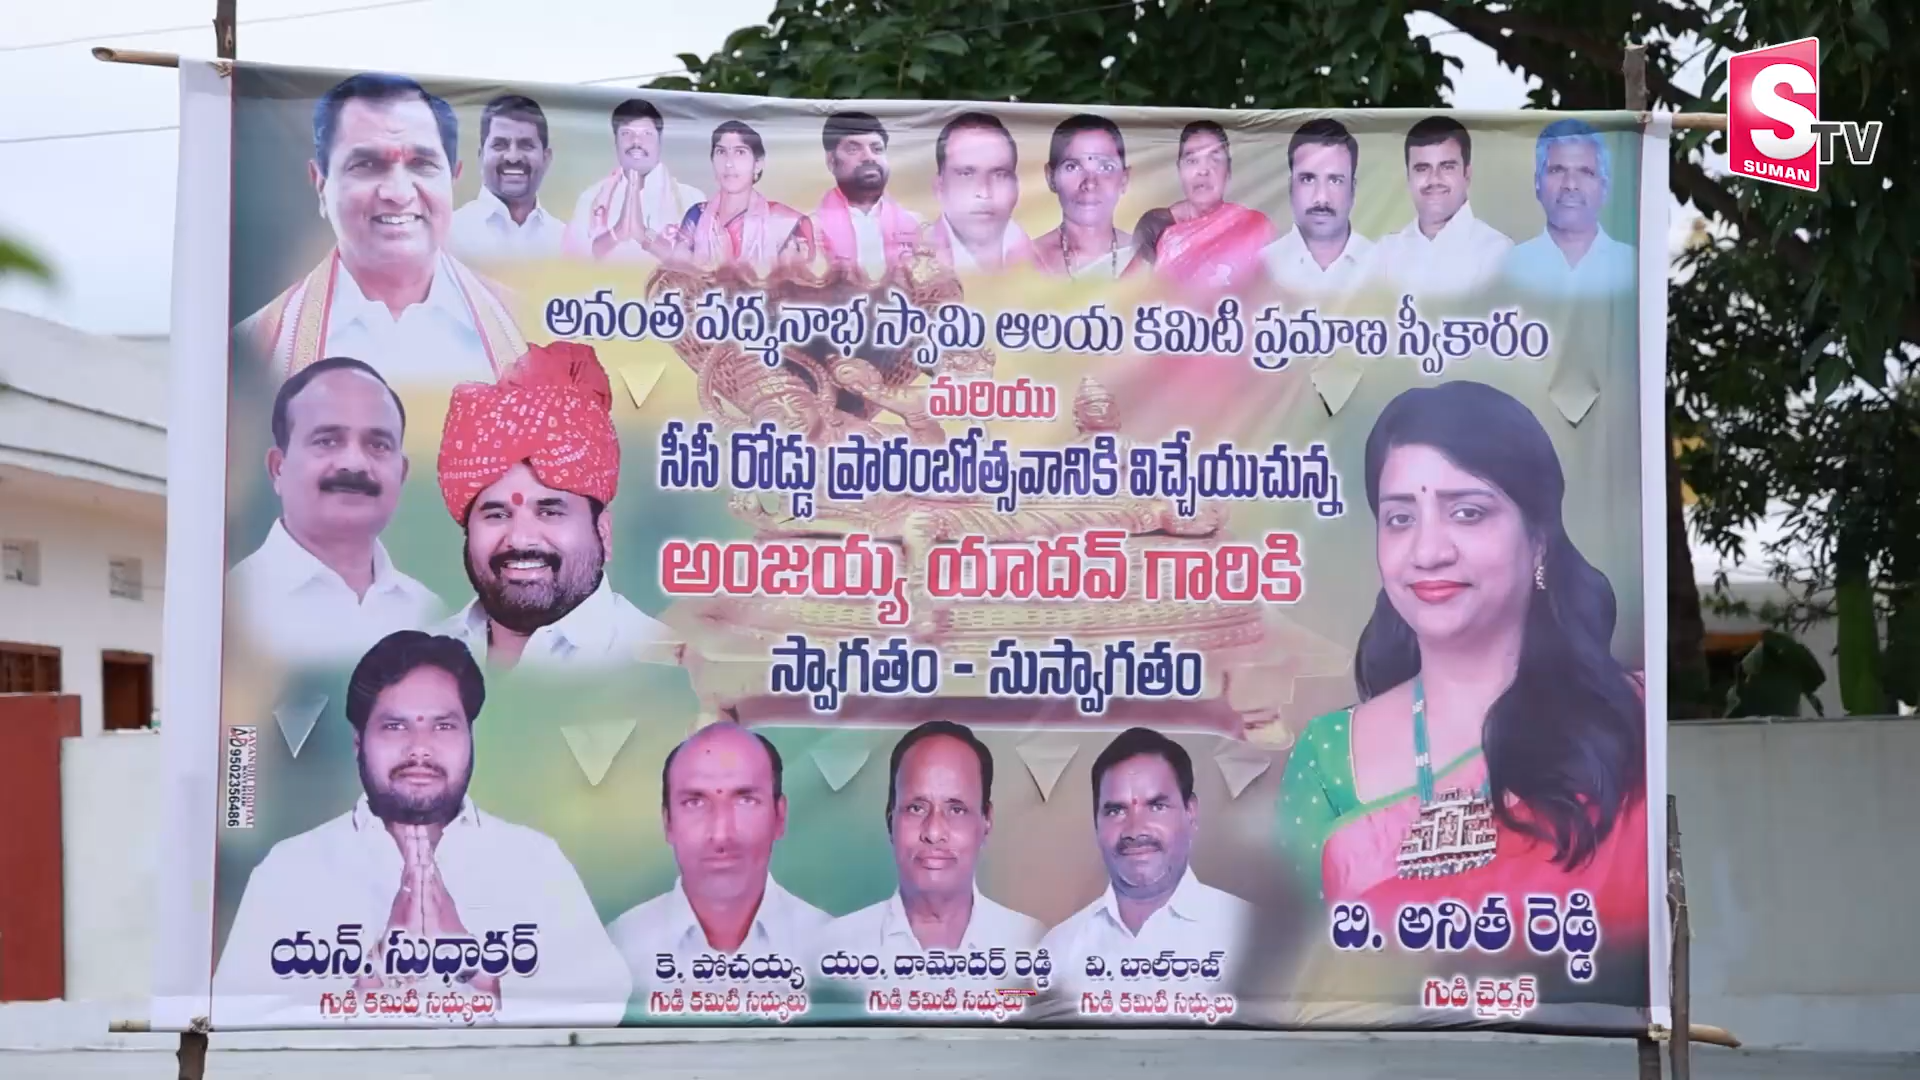 S TV
SUMAN
అనంత పద్మనాభ స్వామి ఆలయ కమిటి ప్రమాణ స్వీకారం
మరియు
సీసీ రోడ్డు ప్రారంబోత్సవానికి విచ్చేయుచున్న
అంజయ్య యాదవ్ గారికి
స్వాగతం - సుస్వాగతం
యన్. సుధాకర్
గుడి కమిటి సభ్యులు
కె. పోచయ్య
గుడి కమిటి సభ్యులు
యం. దామోదర్ రెడ్డి
గుడి కమిటి సభ్యులు
వి. బాల్‌రాజ్
గుడి కమిటి సభ్యులు
బి. అనిత రెడ్డి
గుడి చైర్మన్
9502356486